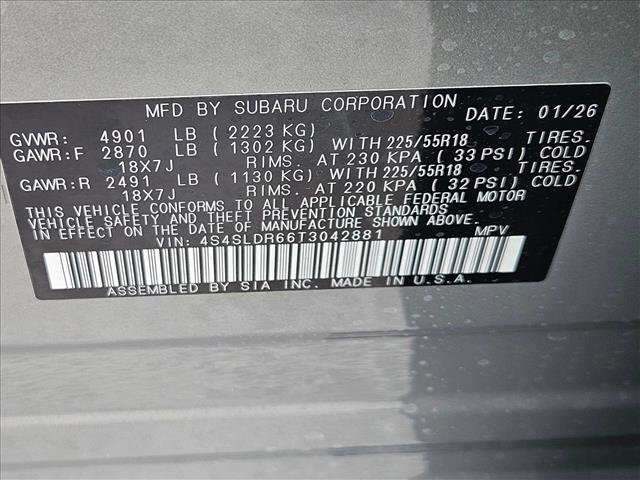 MFD BY SUBARU CORPORATION DATE: 01/26
GVWR: 4901 LB (2223 KG)
GAWR:F 2870 LB (1302 KG) WITH 225/55R18 TIRES.
18X7J RIMS. AT 230 KPA (33 PSI) COLD
GAWR:R 2491 LB (1130 KG) WITH 225/55R18 TIRES.
18X7J RIMS. AT 220 KPA (32 PSI) COLD
THIS VEHICLE CONFORMS TO ALL APPLICABLE FEDERAL MOTOR
VEHICLE SAFETY AND THEFT PREVENTION STANDARDS IN
EFFECT ON THE DATE OF MANUFACTURE SHOWN ABOVE.
VIN: 4S4SLDR66T3042881 MPV
ASSEMBLED BY SIA INC. MADE IN U.S.A.